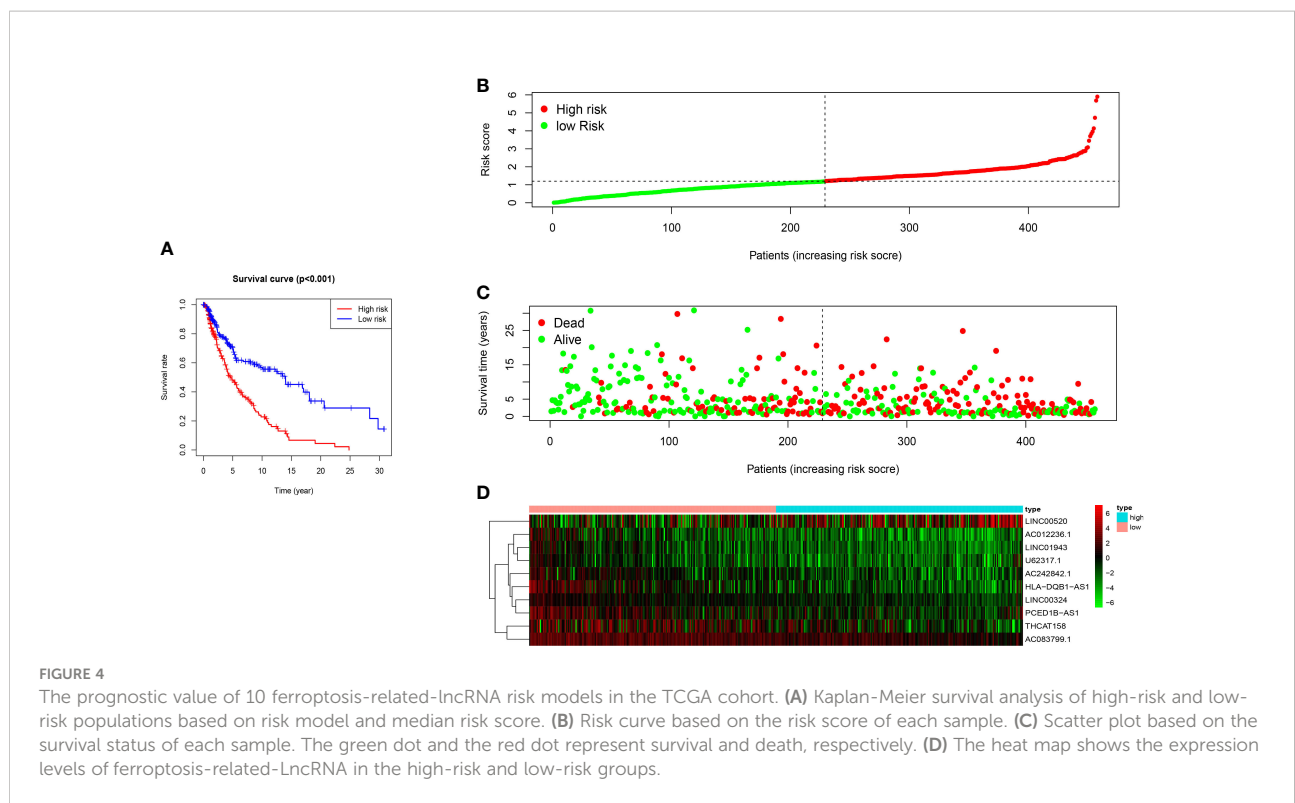 B
6
5
4
3
2
1
0
Risk score
High risk
low Risk
0 100 200 300 400
Patients (increasing risk socre)
A
Survival curve (p<0.001)
1.0
0.8
0.6
0.4
0.2
0.0
Survival rate
High risk
Low risk
0 5 10 15 20 25 30
Time (year)
C
25
15
5
0
Survival time (years)
Dead
Alive
0 100 200 300 400
Patients (increasing risk socre)
D
type
LINC00520
AC012236.1
LINC01943
U62317.1
AC242842.1
HLA-DQB1-AS1
LINC00324
PCED1B-AS1
THCAT158
AC083799.1
6
4
2
0
-2
-4
-6
type
high
low
FIGURE 4
The prognostic value of 10 ferroptosis-related-lncRNA risk models in the TCGA cohort. (A) Kaplan-Meier survival analysis of high-risk and low-
risk populations based on risk model and median risk score. (B) Risk curve based on the risk score of each sample. (C) Scatter plot based on the
survival status of each sample. The green dot and the red dot represent survival and death, respectively. (D) The heat map shows the expression
levels of ferroptosis-related-LncRNA in the high-risk and low-risk groups.